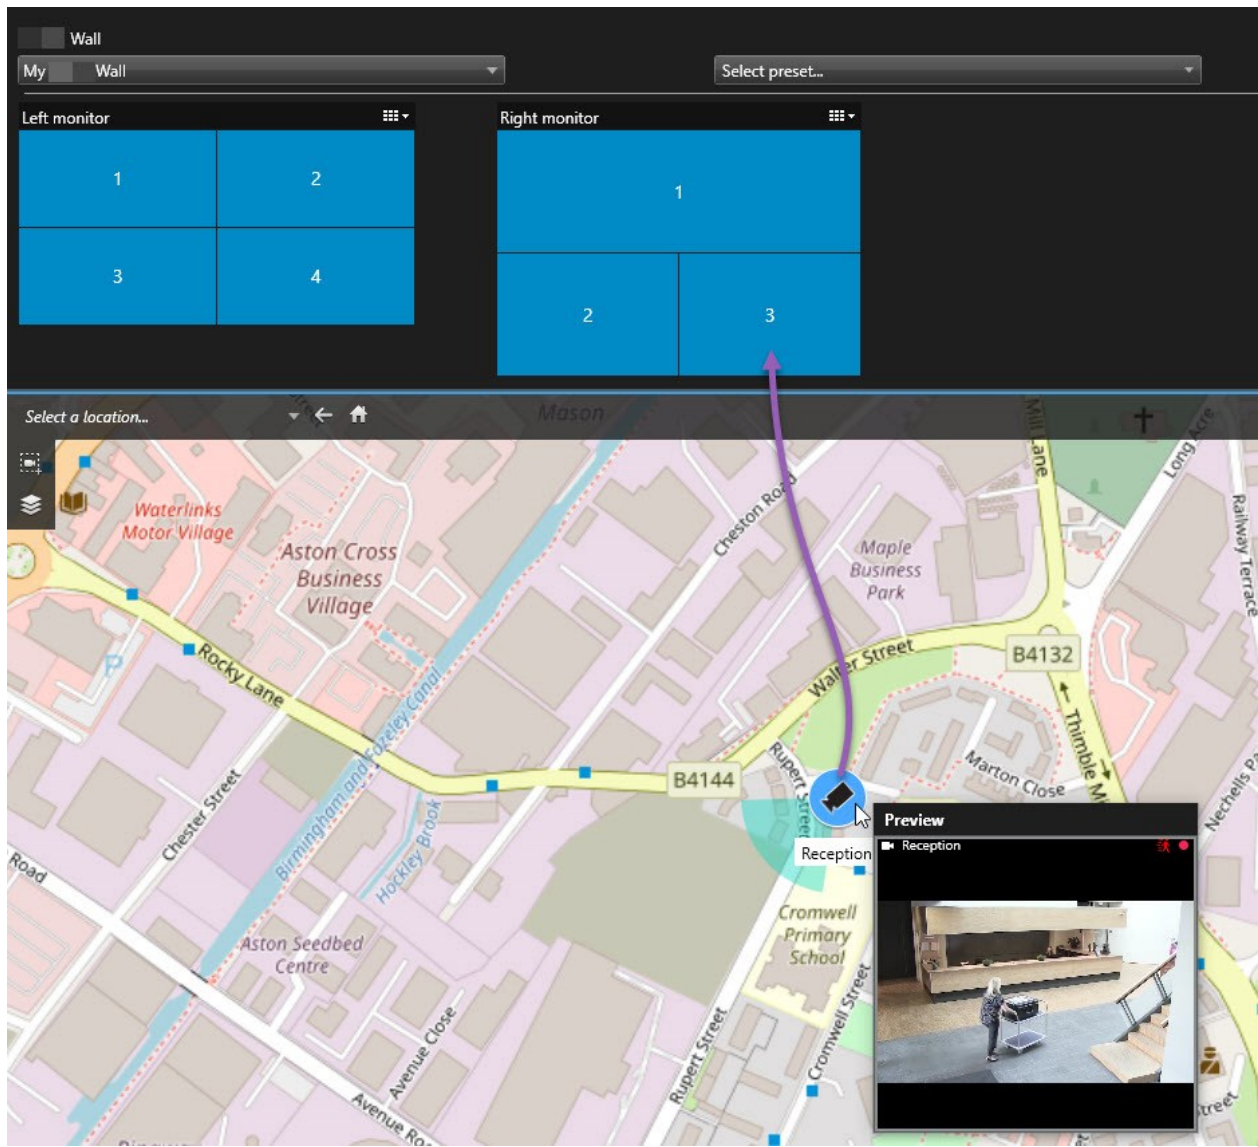 Wall
My Wall
Select preset...
Left monitor
Right monitor
1
2
3
4
1
2
3
Select a location...
Mason
Mill Lane
Long Acre
Railway Terrace
Waterlinks
Motor Village
Aston Cross
Business
Village
Cheston Road
Maple
Business
Park
P
Rocky Lane
Walter Street
B4132
Thimble
Birmingham and Fazeley Canal
B4144
Rupert Street
Marton Close
Nechells
Chester Street
Hockley Brook
Preview
Reception
Reception
Road
Cromwell
Primary
School
Aston Seedbed
Centre
Avenue Close
Rupert Street
Cromwell Street
Avenue
Street